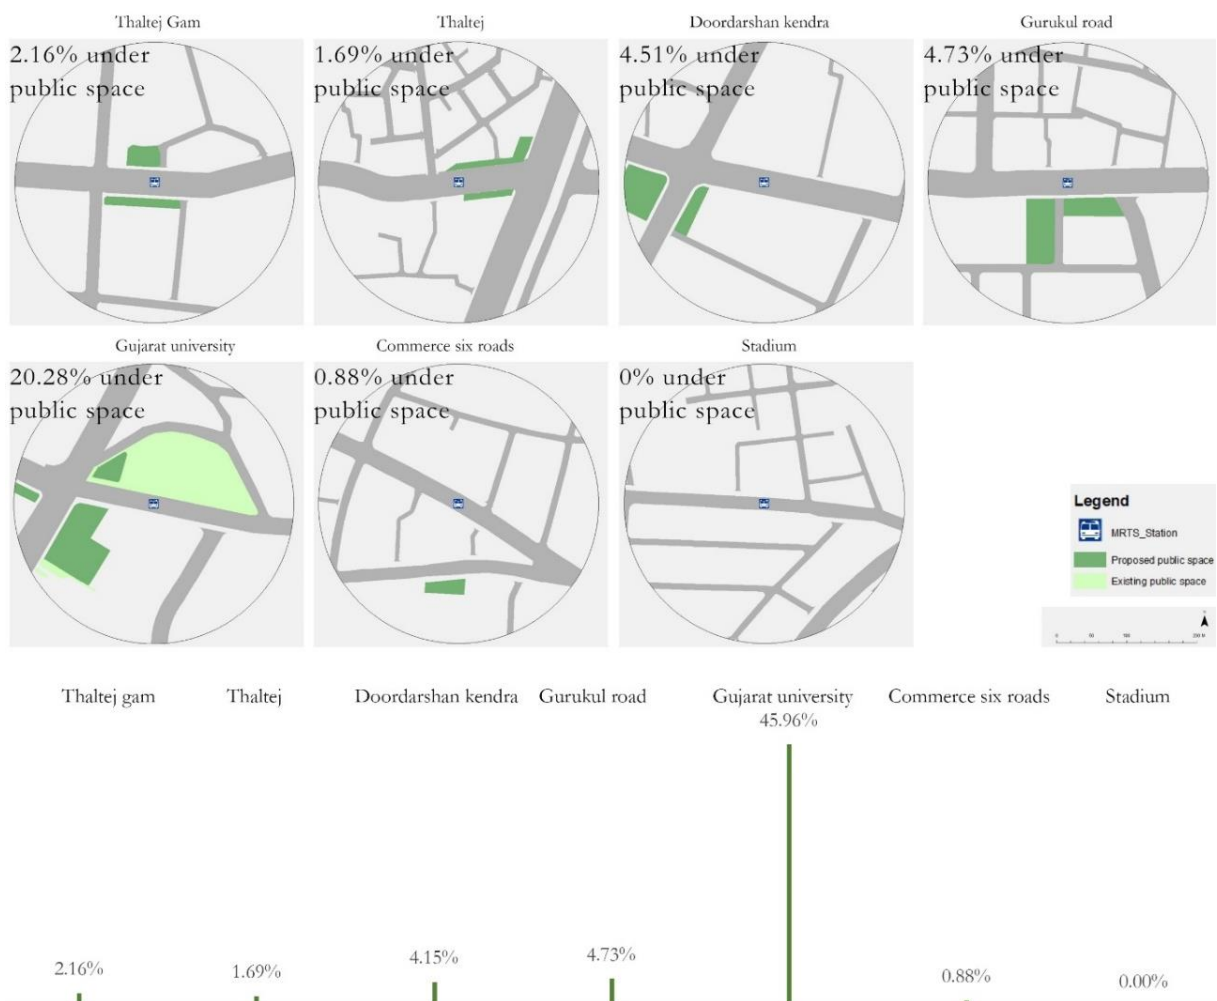 Thaltej Gam
Thaltej
Doordarshan kendra
Gurukul road
2.16% under
public space
1.69% under
public space
4.51% under
public space
4.73% under
public space
Gujarat university
Commerce six roads
Stadium
20.28% under
public space
0.88% under
public space
0% under
public space
Legend
MRTS_Station
Proposed public space
Existing public space
0 50 100 200 M
Thaltej gam
Thaltej
Doordarshan kendra
Gurukul road
Gujarat university
Commerce six roads
Stadium
45.96%
2.16%
1.69%
4.15%
4.73%
0.88%
0.00%